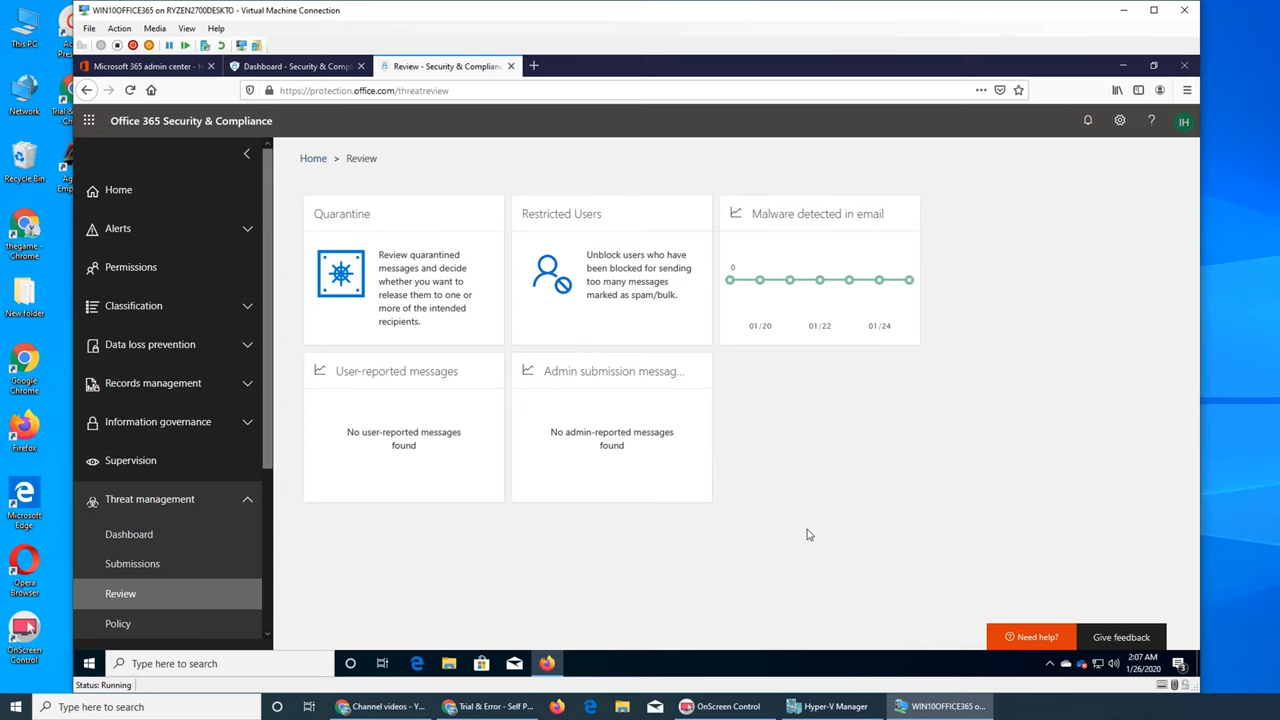 This PC
Network
Recycle Bin
thegame -
Chrome
New folder
Google
Chrome
Firefox
Microsoft
Edge
Opera
Browser
OnScreen
Control
WIN10OFFICE365 on RYZEN2700DESKTO - Virtual Machine Connection
File Action Media View Help
Microsoft 365 admin center - H
Dashboard - Security & Complia
Review - Security & Complianc
https://protection.office.com/threatreview
Office 365 Security & Compliance
IH
Home
Alerts
Permissions
Classification
Data loss prevention
Records management
Information governance
Supervision
Threat management
Dashboard
Submissions
Review
Policy
Home > Review
Quarantine
Review quarantined
messages and decide
whether you want to
release them to one or
more of the intended
recipients.
Restricted Users
Unblock users who have
been blocked for sending
too many messages
marked as spam/bulk.
Malware detected in email
0
01/20 01/22 01/24
User-reported messages
No user-reported messages
found
Admin submission messag...
No admin-reported messages
found
Need help?
Give feedback
Type here to search
2:07 AM
1/26/2020
3
Status: Running
Type here to search
Channel videos - Y...
Trial & Error - Self P...
OnScreen Control
Hyper-V Manager
WIN10OFFICE365 o...